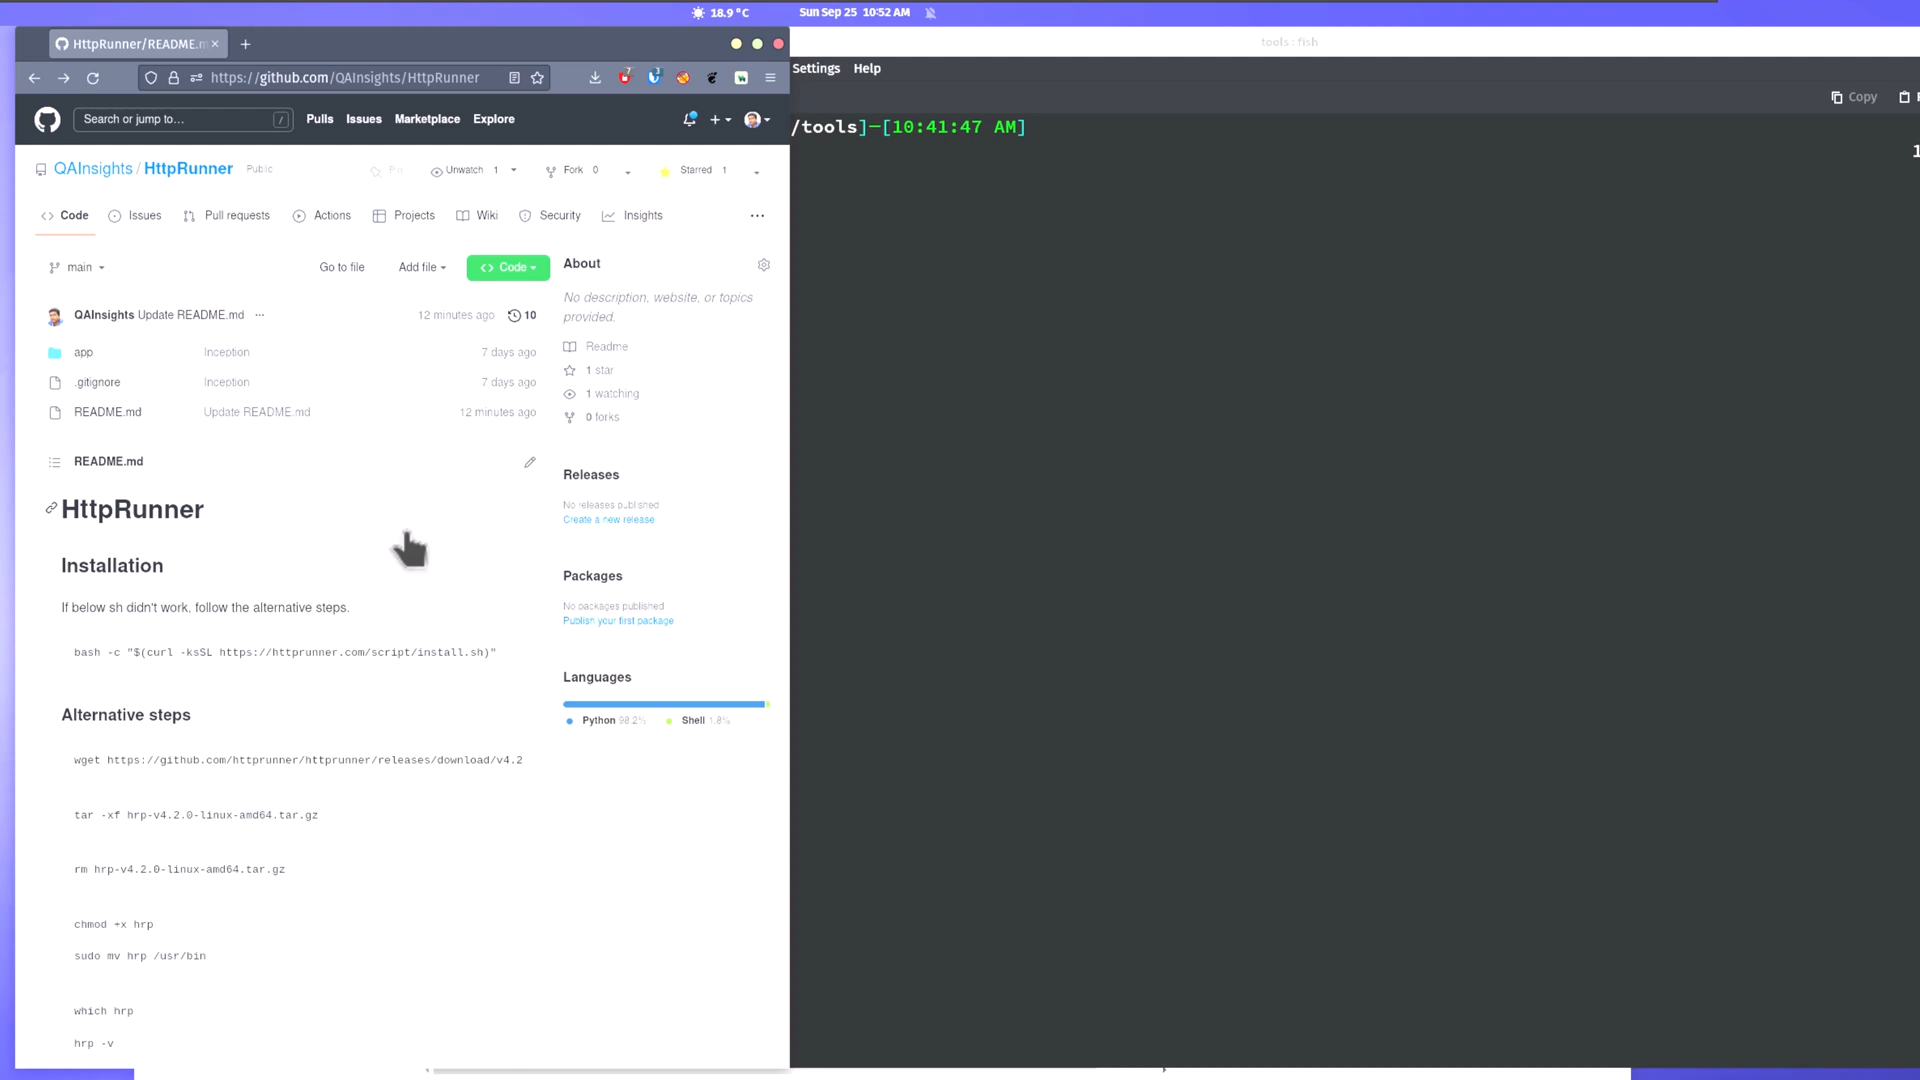 18.9 °C
Sun Sep 25 10:52 AM
HttpRunner/README.m
tools : fish
https://github.com/QAInsights/HttpRunner
Settings Help
Copy
Search or jump to... /
Pulls Issues Marketplace Explore
/tools]─[10:41:47 AM]
1
QAInsights / HttpRunner Public
Unwatch 1
Fork 0
Starred 1
Code Issues Pull requests Actions Projects Wiki Security Insights
main Go to file Add file Code
QAInsights Update README.md ... 12 minutes ago 10
app Inception 7 days ago
.gitignore Inception 7 days ago
README.md Update README.md 12 minutes ago
README.md
HttpRunner
Installation
If below sh didn't work, follow the alternative steps.
bash -c "$(curl -ksSL https://httprunner.com/script/install.sh)"
Alternative steps
wget https://github.com/httprunner/httprunner/releases/download/v4.2
tar -xf hrp-v4.2.0-linux-amd64.tar.gz
rm hrp-v4.2.0-linux-amd64.tar.gz
chmod +x hrp
sudo mv hrp /usr/bin
which hrp
hrp -v
About
No description, website, or topics
provided.
Readme
1 star
1 watching
0 forks
Releases
No releases published
Create a new release
Packages
No packages published
Publish your first package
Languages
Python
Shell